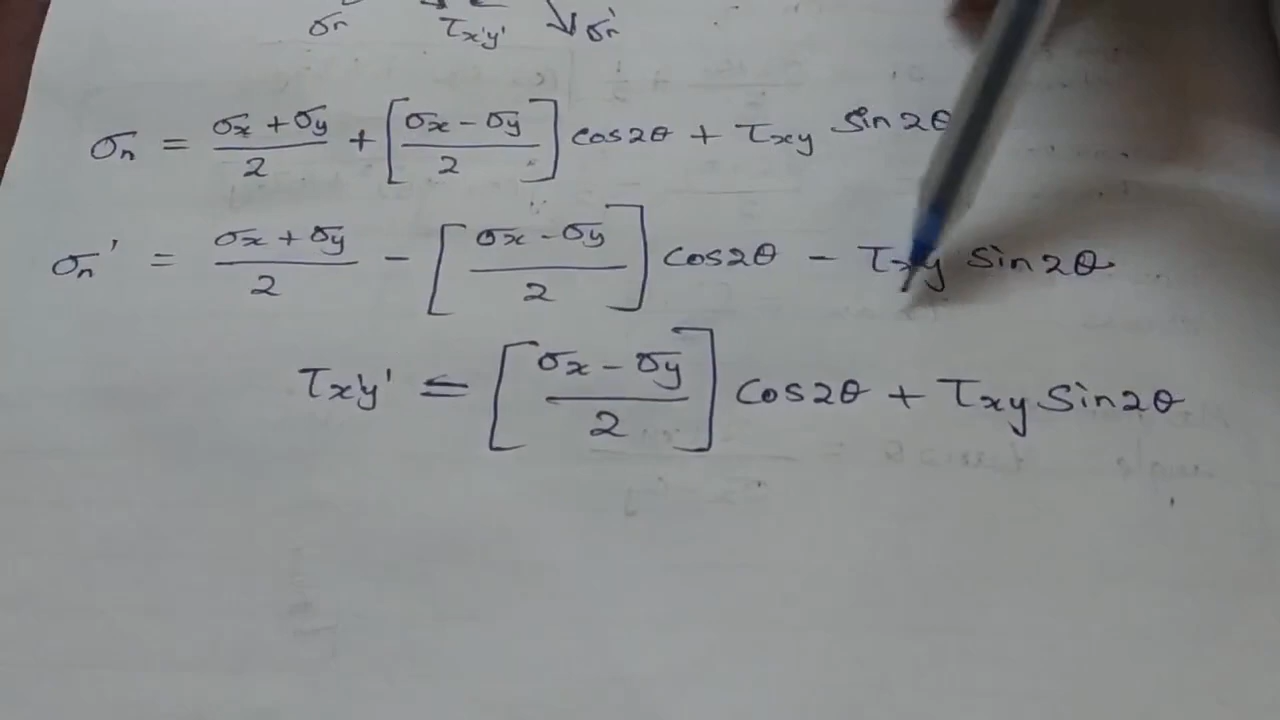 σn τx'y' σn'
σn = σx + σy / 2 + [σx - σy / 2] cos2θ + τxy sin2θ
σn' = σx + σy / 2 - [σx - σy / 2] cos2θ - τxy sin2θ
τx'y' = [σx - σy / 2] cos2θ + τxy sin2θ